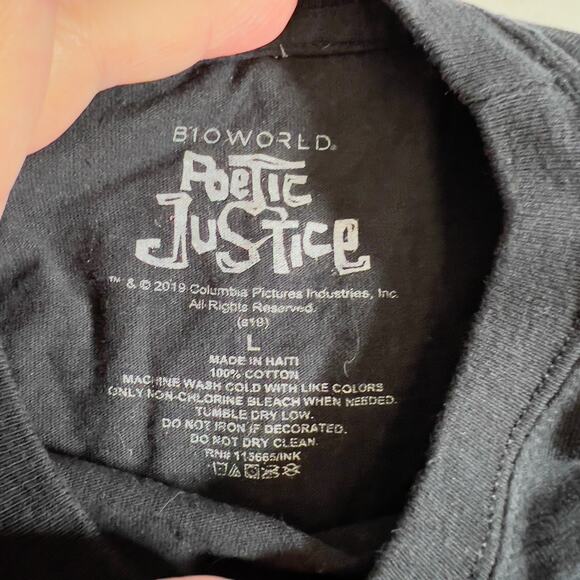 BIOWORLD®
POETIC
JUSTICE
™ & © 2019 Columbia Pictures Industries, Inc.
All Rights Reserved.
(s19)
L
MADE IN HAITI
100% COTTON
MACHINE WASH COLD WITH LIKE COLORS
ONLY NON-CHLORINE BLEACH WHEN NEEDED.
TUMBLE DRY LOW.
DO NOT IRON IF DECORATED.
DO NOT DRY CLEAN.
RN# 113665/INK